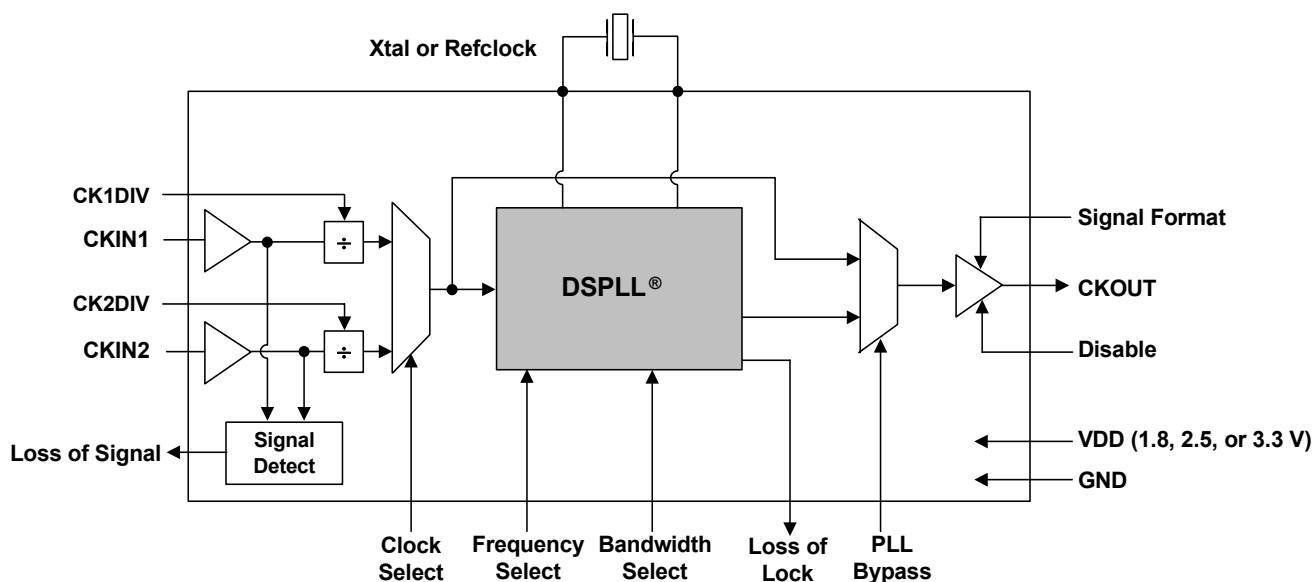 Xtal or Refclock
CK1DIV
CKIN1
CK2DIV
CKIN2
÷
÷
DSPLL®
Signal Format
CKOUT
Disable
Loss of Signal
Signal
Detect
VDD (1.8, 2.5, or 3.3 V)
GND
Clock
Select
Frequency
Select
Bandwidth
Select
Loss of
Lock
PLL
Bypass